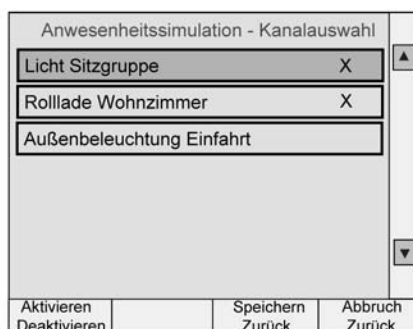 Anwesenheitssimulation - Kanalauswahl
Licht Sitzgruppe X
Rolllade Wohnzimmer X
Außenbeleuchtung Einfahrt
Aktivieren Speichern Abbruch
Deaktivieren Zurück Zurück